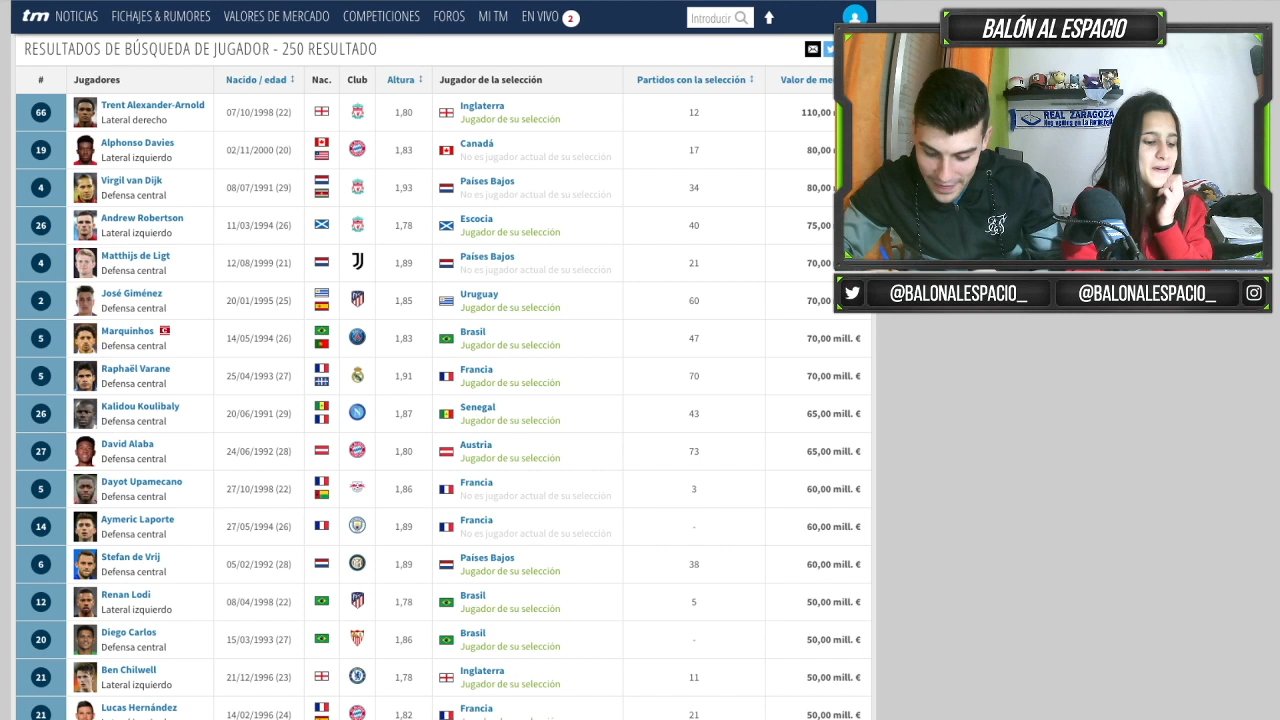 tm NOTICIAS FICHAJES & RUMORES VALORES DE MERCADO COMPETICIONES FOROS MI TM EN VIVO 2 Introducir
RESULTADOS DE BÚSQUEDA DE JUGADOR - 250 RESULTADO
BALÓN AL ESPACIO
# Jugadores Nacido / edad Nac. Club Altura Jugador de la selección Partidos con la selección Valor de me
66 Trent Alexander-Arnold 07/10/1998 (22) 1,80 Inglaterra 12 110,00
Lateral derecho Jugador de su selección
REAL ZARAGOZA
19 Alphonso Davies 02/11/2000 (20) 1,83 Canadá 17 80,00
Lateral izquierdo No es jugador actual de su selección
4 Virgil van Dijk 08/07/1991 (29) 1,93 Países Bajos 34 80,00
Defensa central No es jugador actual de su selección
26 Andrew Robertson 11/03/1994 (26) 1,78 Escocia 40 75,00
Lateral izquierdo Jugador de su selección
4 Matthijs de Ligt 12/08/1999 (21) 1,89 Países Bajos 21 70,00
Defensa central No es jugador actual de su selección
2 José Giménez 20/01/1995 (25) 1,85 Uruguay 60 70,00
Defensa central Jugador de su selección
@BALONALESPACIO_ @BALONALESPACIO_
5 Marquinhos 14/05/1994 (26) 1,83 Brasil 47 70,00 mill. €
Defensa central Jugador de su selección
5 Raphaël Varane 25/04/1993 (27) 1,91 Francia 70 70,00 mill. €
Defensa central Jugador de su selección
26 Kalidou Koulibaly 20/06/1991 (29) 1,87 Senegal 43 65,00 mill. €
Defensa central Jugador de su selección
27 David Alaba 24/06/1992 (28) 1,80 Austria 73 65,00 mill. €
Defensa central Jugador de su selección
5 Dayot Upamecano 27/10/1998 (22) 1,86 Francia 3 60,00 mill. €
Defensa central No es jugador actual de su selección
14 Aymeric Laporte 27/05/1994 (26) 1,89 Francia - 60,00 mill. €
Defensa central No es jugador actual de su selección
6 Stefan de Vrij 05/02/1992 (28) 1,89 Países Bajos 38 60,00 mill. €
Defensa central Jugador de su selección
12 Renan Lodi 08/04/1998 (22) 1,78 Brasil 5 50,00 mill. €
Lateral izquierdo Jugador de su selección
20 Diego Carlos 15/03/1993 (27) 1,86 Brasil - 50,00 mill. €
Defensa central Jugador de su selección
21 Ben Chilwell 21/12/1996 (23) 1,78 Inglaterra 11 50,00 mill. €
Lateral izquierdo Jugador de su selección
21 Lucas Hernández 14/02/1996 (24) 1,82 Francia 21 50,00 mill. €